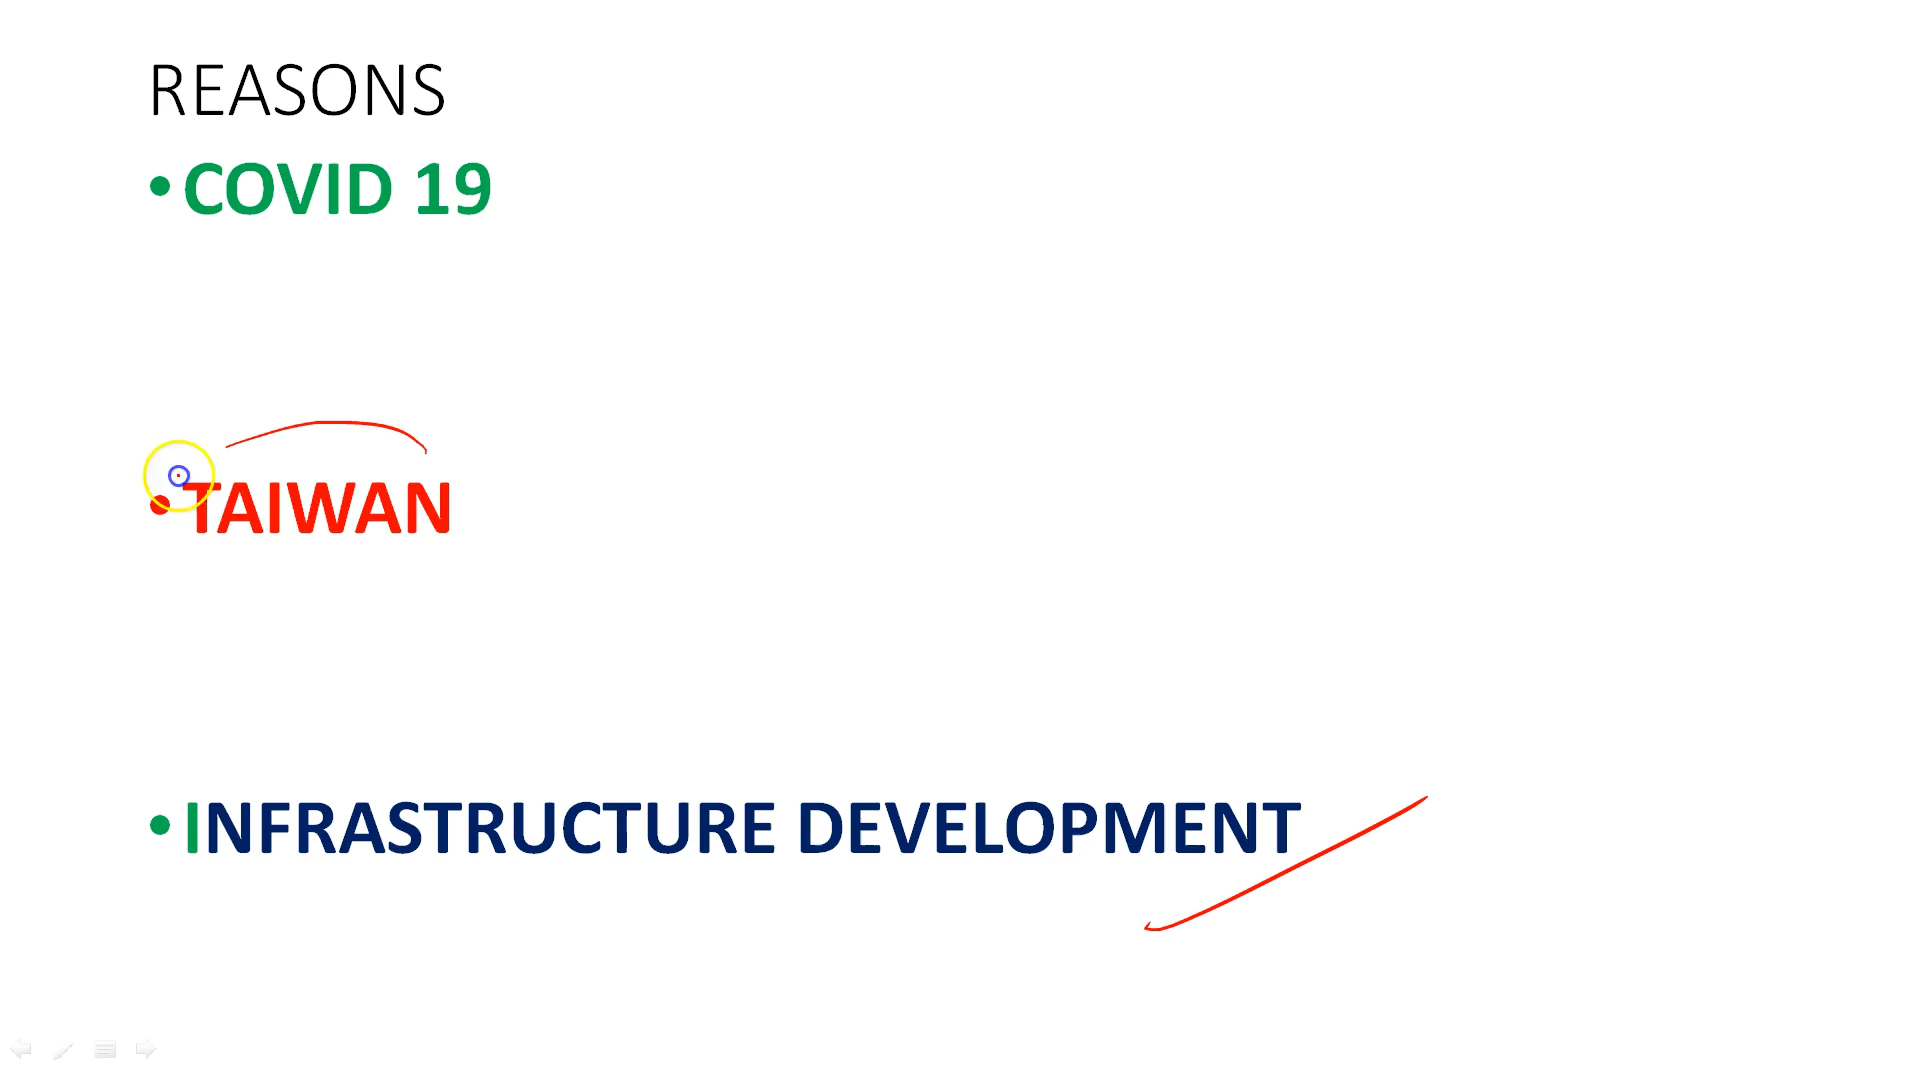 REASONS
• COVID 19
• TAIWAN
• INFRASTRUCTURE DEVELOPMENT